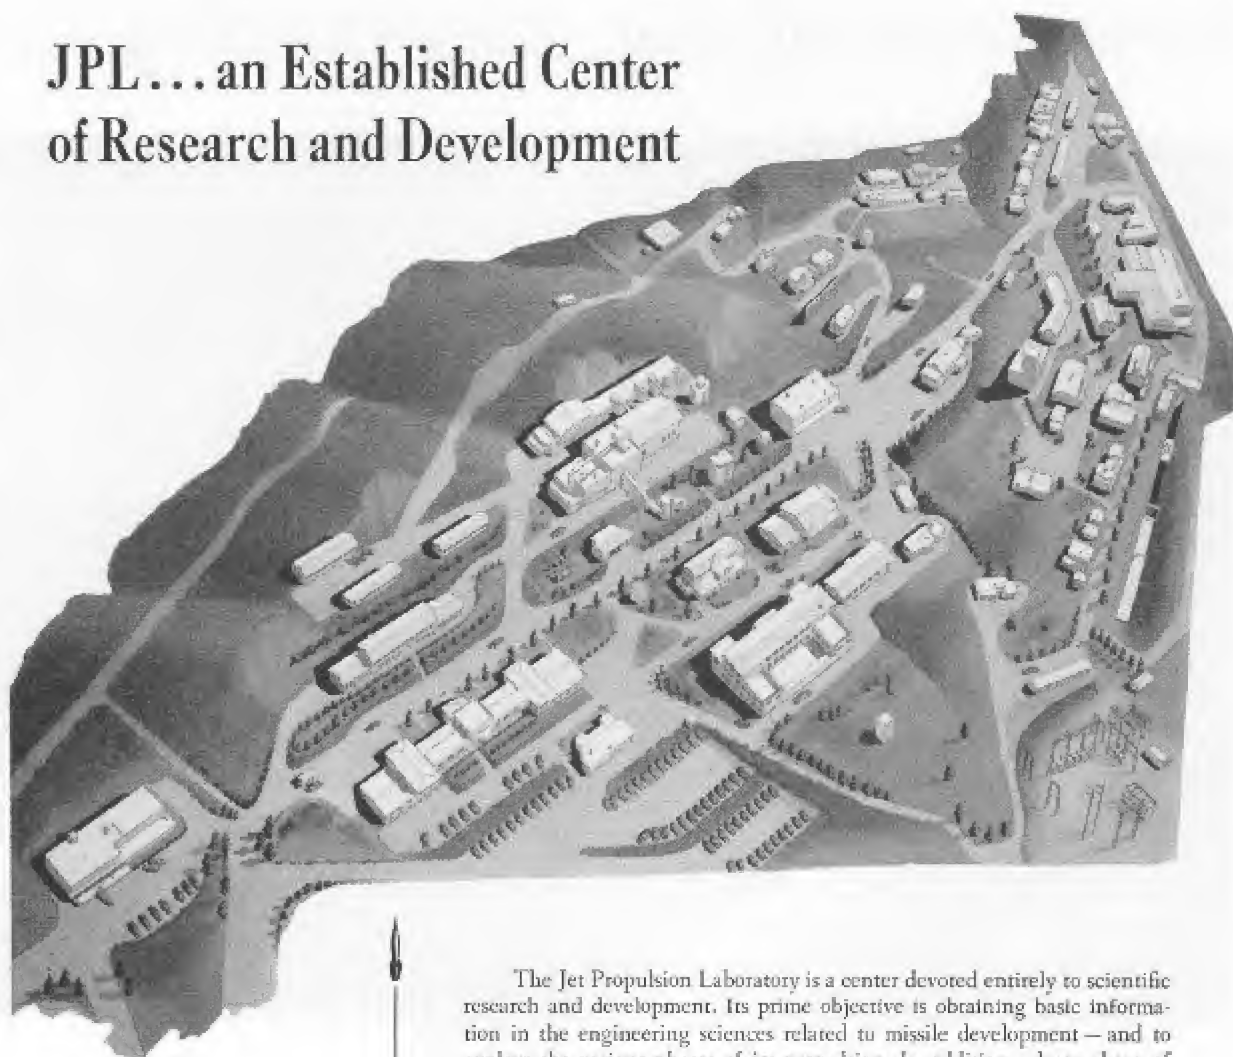 JPL... an Established Center
of Research and Development
The Jet Propulsion Laboratory is a center devoted entirely to scientific
research and development. Its prime objective is obtaining basic informa-
tion in the engineering sciences related to missile development — and to